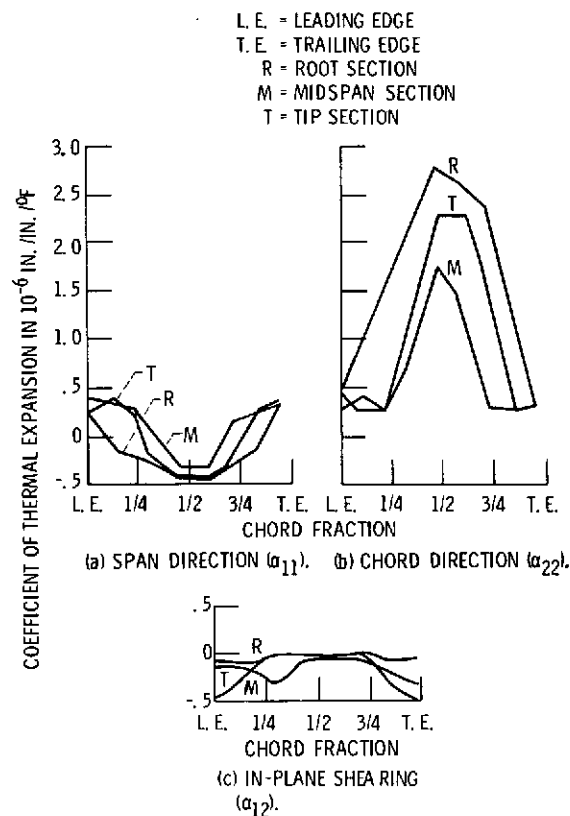 L. E. = LEADING EDGE
T. E. = TRAILING EDGE
R = ROOT SECTION
M = MIDSPAN SECTION
T = TIP SECTION
COEFFICIENT OF THERMAL EXPANSION IN 10⁻⁶ IN./IN./⁰F
3.0
2.5
2.0
1.5
1.0
.5
0
-.5
T
R
M
L. E. 1/4 1/2 3/4 T. E.
CHORD FRACTION
(a) SPAN DIRECTION (α₁₁).
R
T
M
L. E. 1/4 1/2 3/4 T. E.
CHORD FRACTION
(b) CHORD DIRECTION (α₂₂).
.5
0
-.5
R
T
M
L. E. 1/4 1/2 3/4 T. E.
CHORD FRACTION
(c) IN-PLANE SHEARING
(α₁₂).